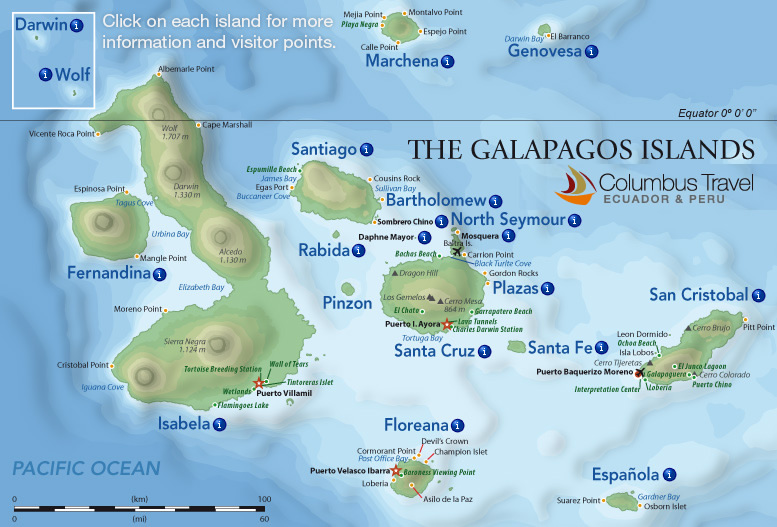 Darwin
Wolf
Click on each island for more
information and visitor points.
Mejia Point
Montalvo Point
Playa Negra
Espejo Point
Calle Point
Marchena
Darwin Bay
El Barranco
Genovesa
Equator 0º 0' 0"
THE GALAPAGOS ISLANDS
Columbus Travel
ECUADOR & PERU
Albemarle Point
Vicente Roca Point
Wolf
1.707 m
Cape Marshall
Darwin
1.330 m
Espinosa Point
Tagus Cove
Urbina Bay
Alcedo
1.130 m
Mangle Point
Fernandina
Elizabeth Bay
Moreno Point
Sierra Negra
1.124 m
Cristobal Point
Iguana Cove
Tortoise Breeding Station
Wall of Tears
Tintoreras Islet
Wetlands
Puerto Villamil
Flamingoes Lake
Isabela
Santiago
Espumilla Beach
James Bay
Egas Port
Buccaneer Cove
Cousins Rock
Sullivan Bay
Bartholomew
Sombrero Chino
Rabida
Pinzon
North Seymour
Daphne Mayor
Mosquera
Baltra Is.
Bachas Beach
Carrion Point
Black Turlte Cove
Gordon Rocks
Plazas
Dragon Hill
Los Gemelos
Cerro Mesa
864 m
El Chato
Garrapatero Beach
Puerto I. Ayora
Lava Tunnels
Charles Darwin Station
Tortuga Bay
Santa Cruz
Santa Fe
San Cristobal
Cerro Brujo
Pitt Point
Leon Dormido
Ochoa Beach
Isla Lobos
Cerro Tijeretas
El Junco Lagoon
Puerto Baquerizo Moreno
Galapaguera
Cerro Colorado
Interpretation Center
Loberia
Puerto Chino
Floreana
Devil's Crown
Cormorant Point
Champion Islet
Post Office Bay
Puerto Velasco Ibarra
Baroness Viewing Point
Loberia
Asilo de la Paz
Española
Suarez Point
Gardner Bay
Osborn Islet
PACIFIC OCEAN
0 (km) 100
0 (mi) 60